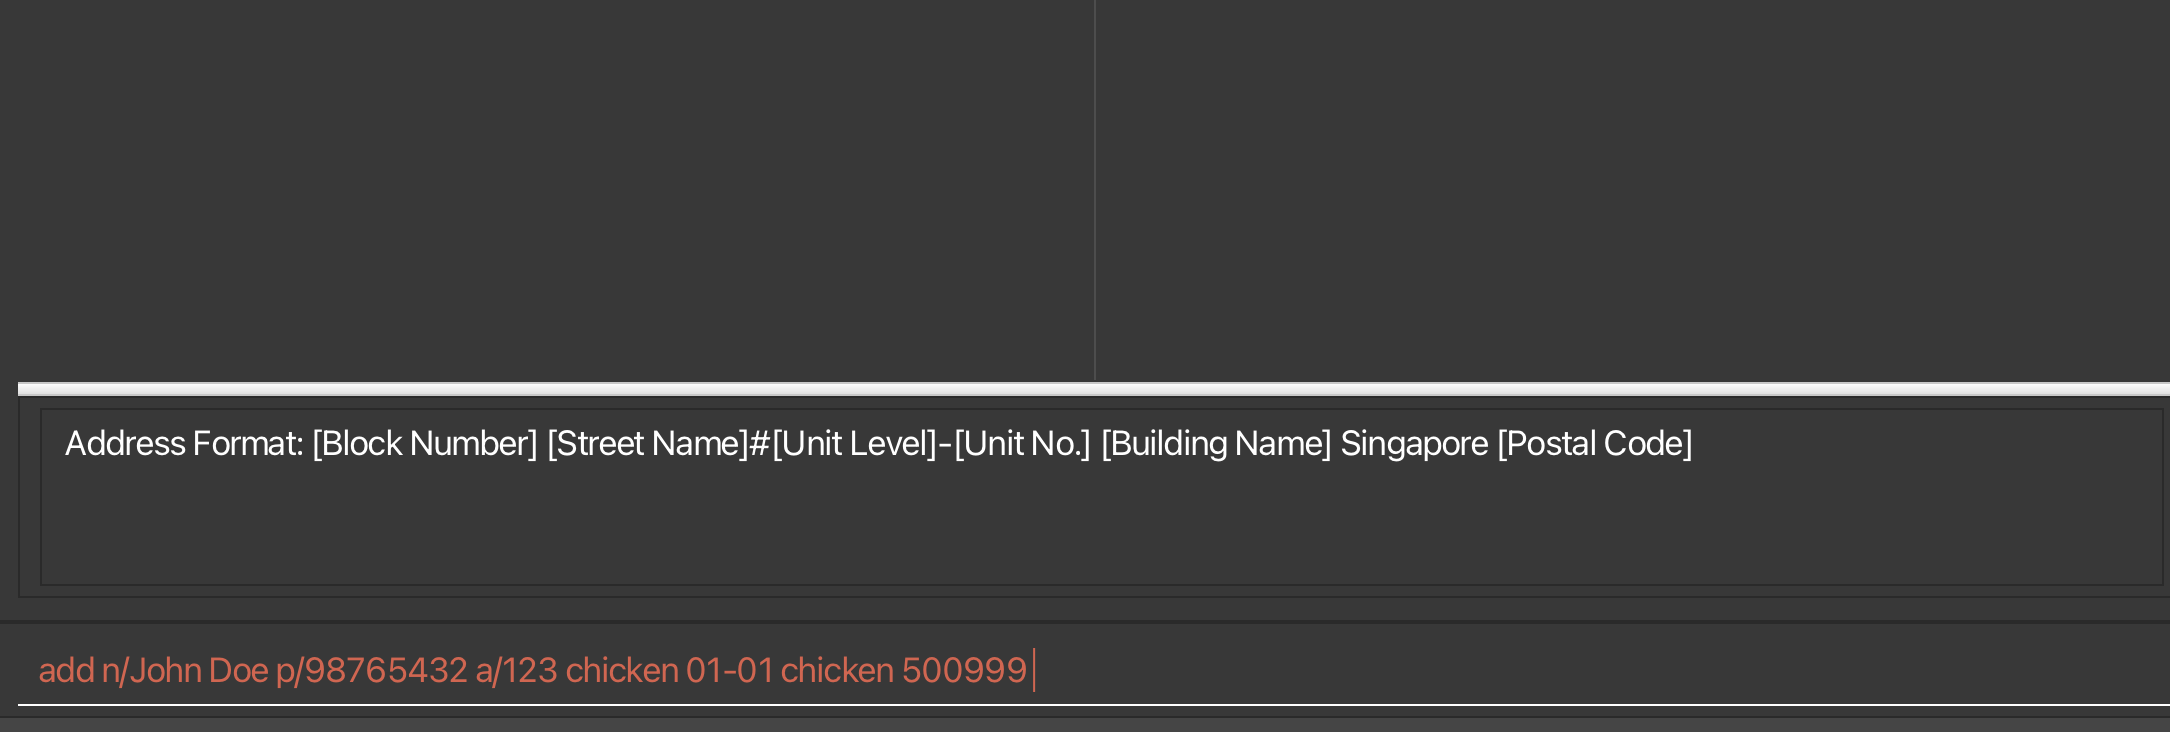 Address Format: [Block Number] [Street Name]#[Unit Level]-[Unit No.] [Building Name] Singapore [Postal Code]
add n/John Doe p/98765432 a/123 chicken 01-01 chicken 500999